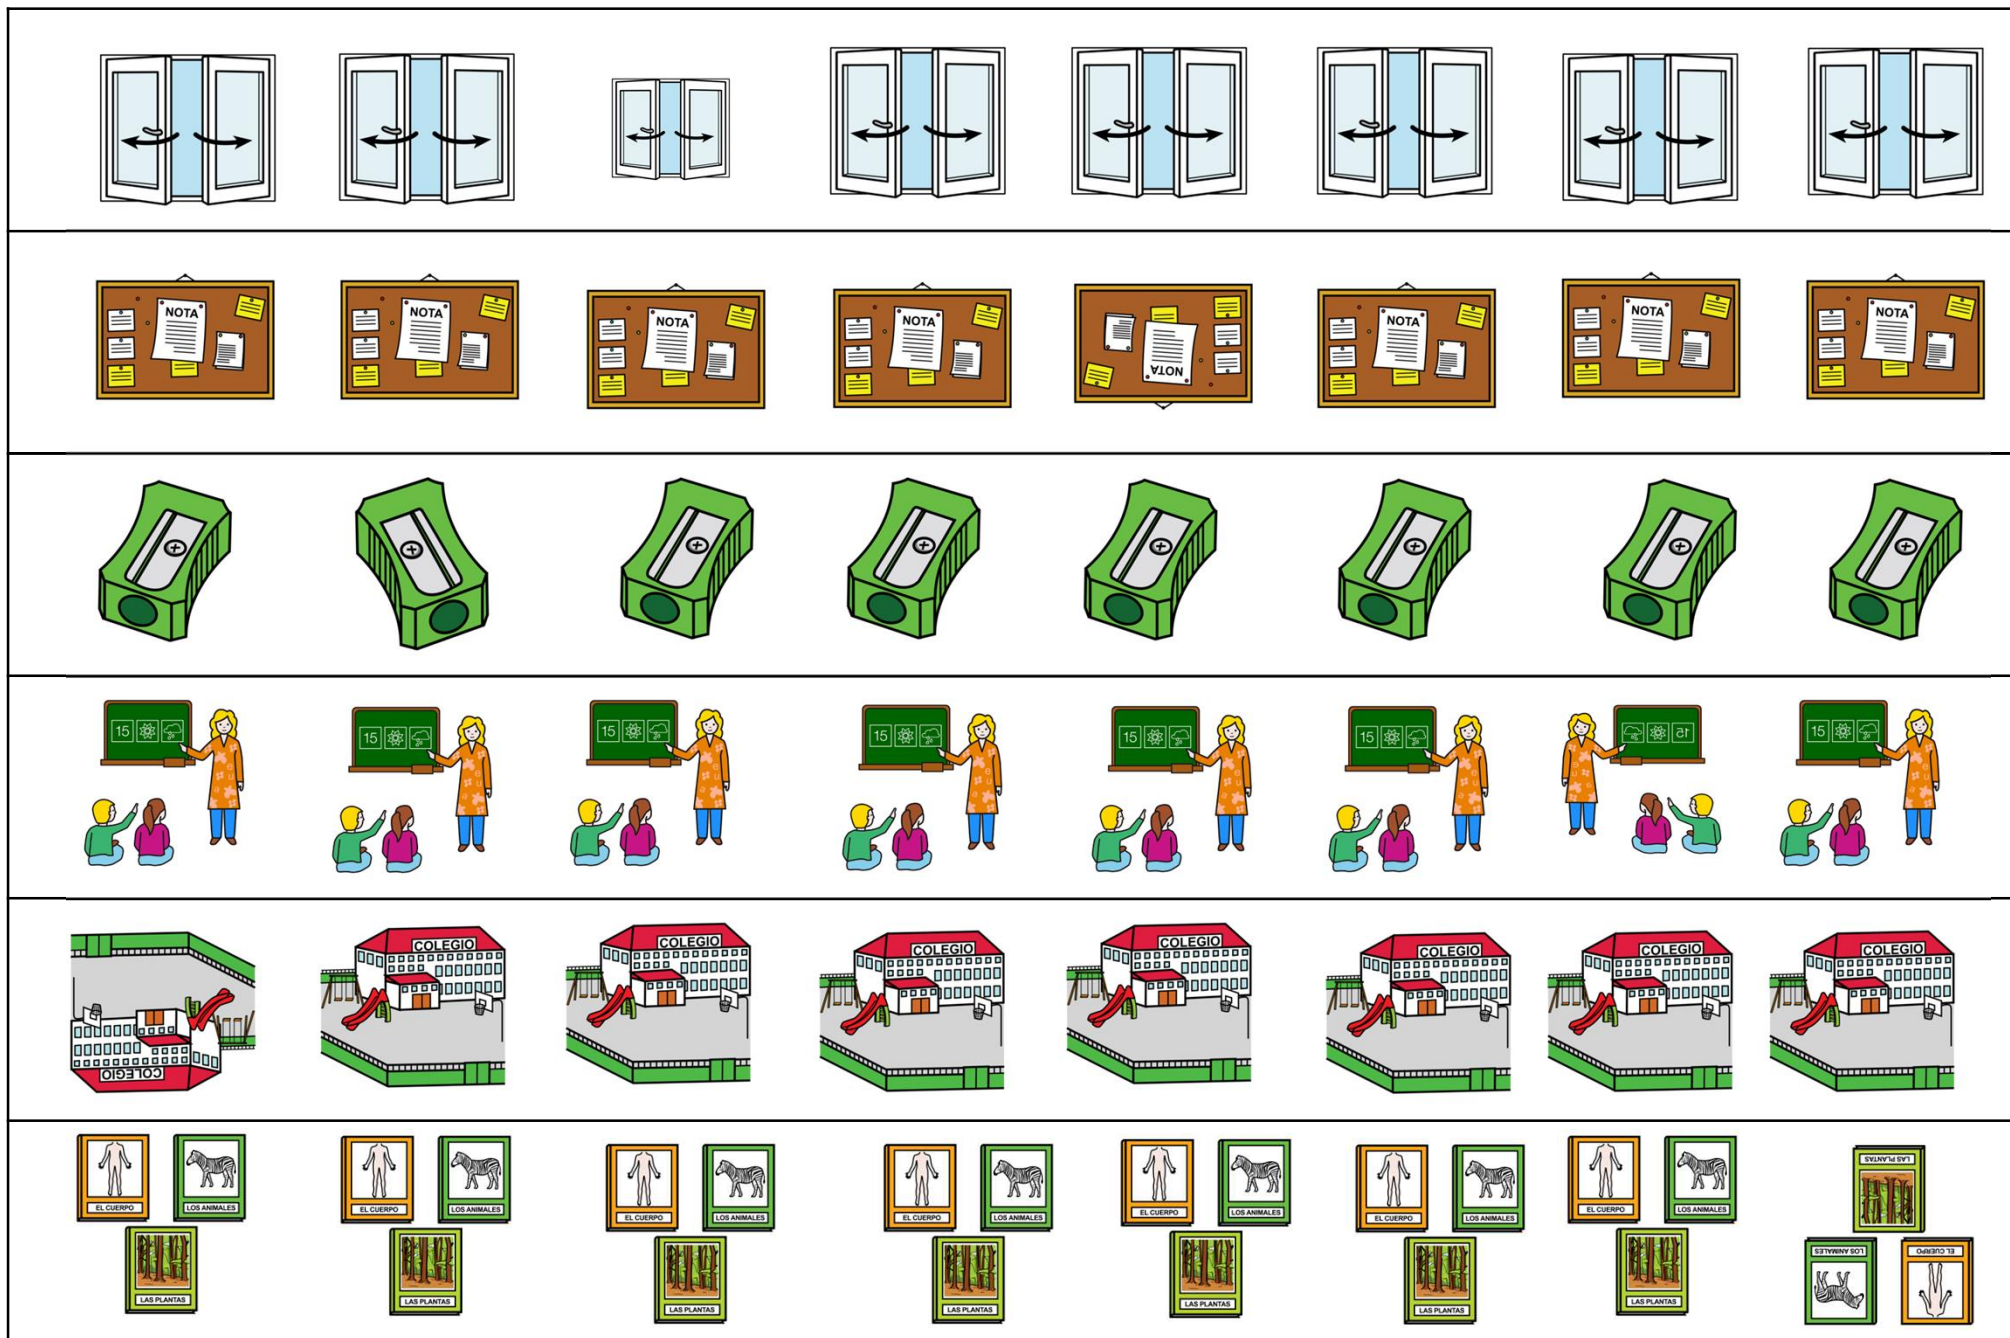 NOTA NOTA NOTA NOTA NOTA NOTA NOTA NOTA
15 15 15 15 15 15 15 15
COLEGIO COLEGIO COLEGIO COLEGIO COLEGIO COLEGIO COLEGIO COLEGIO
EL CUERPO LOS ANIMALES EL CUERPO LOS ANIMALES EL CUERPO LOS ANIMALES EL CUERPO LOS ANIMALES EL CUERPO LOS ANIMALES EL CUERPO LOS ANIMALES EL CUERPO LOS ANIMALES LAS PLANTAS
LAS PLANTAS LAS PLANTAS LAS PLANTAS LAS PLANTAS LAS PLANTAS LAS PLANTAS LAS PLANTAS LOS ANIMALES EL CUERPO